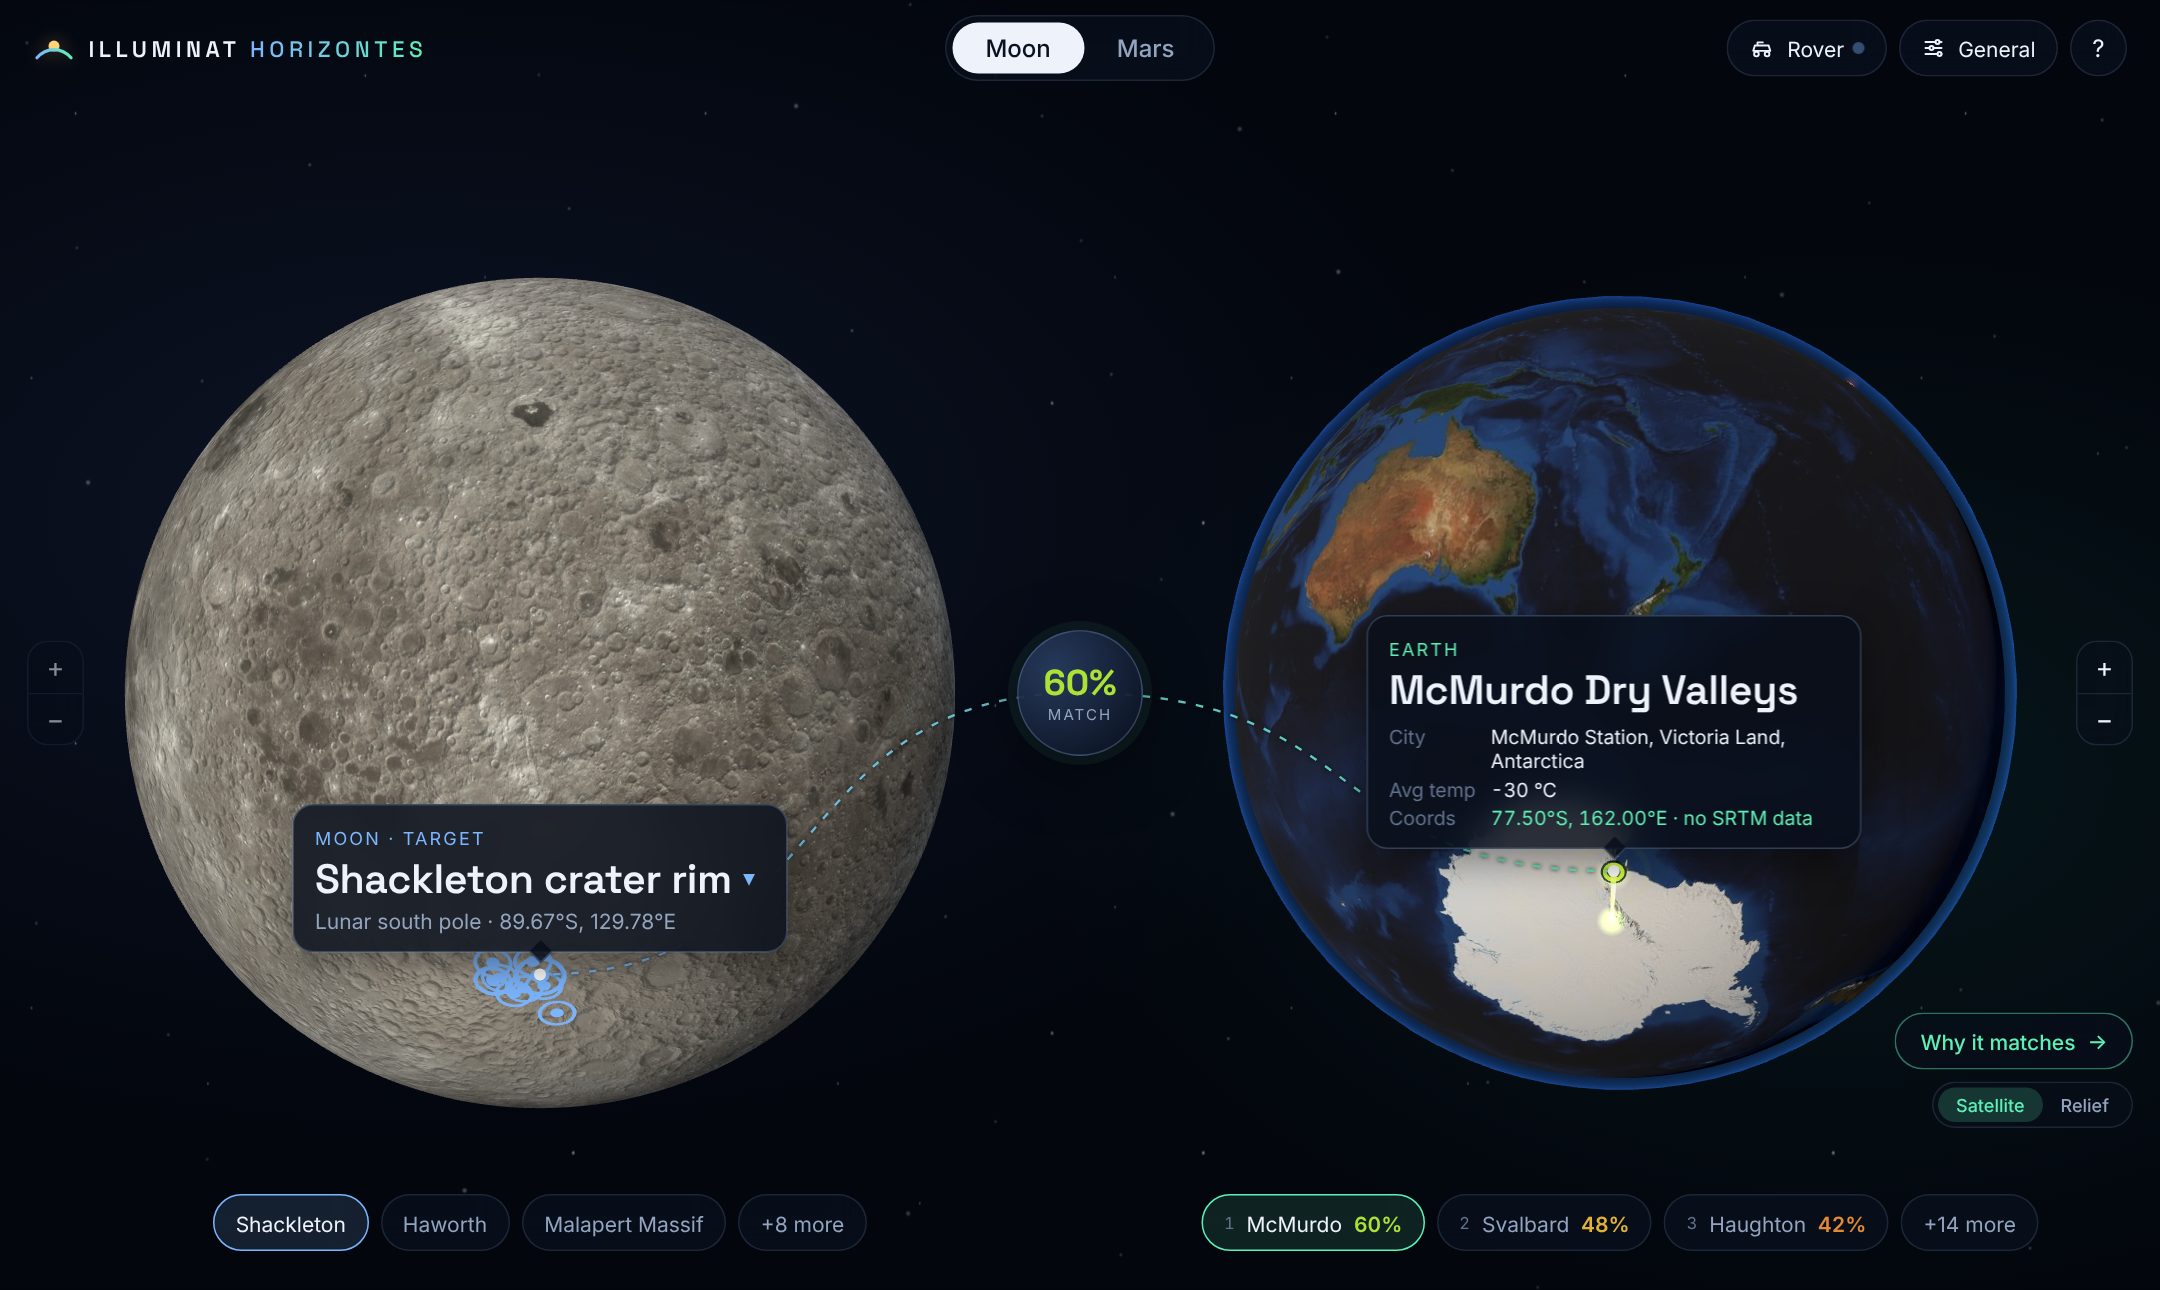 ILLUMINAT HORIZONTES
Moon
Mars
Rover
General
?
+
−
60%
MATCH
EARTH
McMurdo Dry Valleys
City McMurdo Station, Victoria Land,
Antarctica
Avg temp -30 °C
Coords 77.50°S, 162.00°E · no SRTM data
+
−
MOON · TARGET
Shackleton crater rim ▼
Lunar south pole · 89.67°S, 129.78°E
Why it matches →
Satellite
Relief
Shackleton
Haworth
Malapert Massif
+8 more
1 McMurdo 60%
2 Svalbard 48%
3 Haughton 42%
+14 more